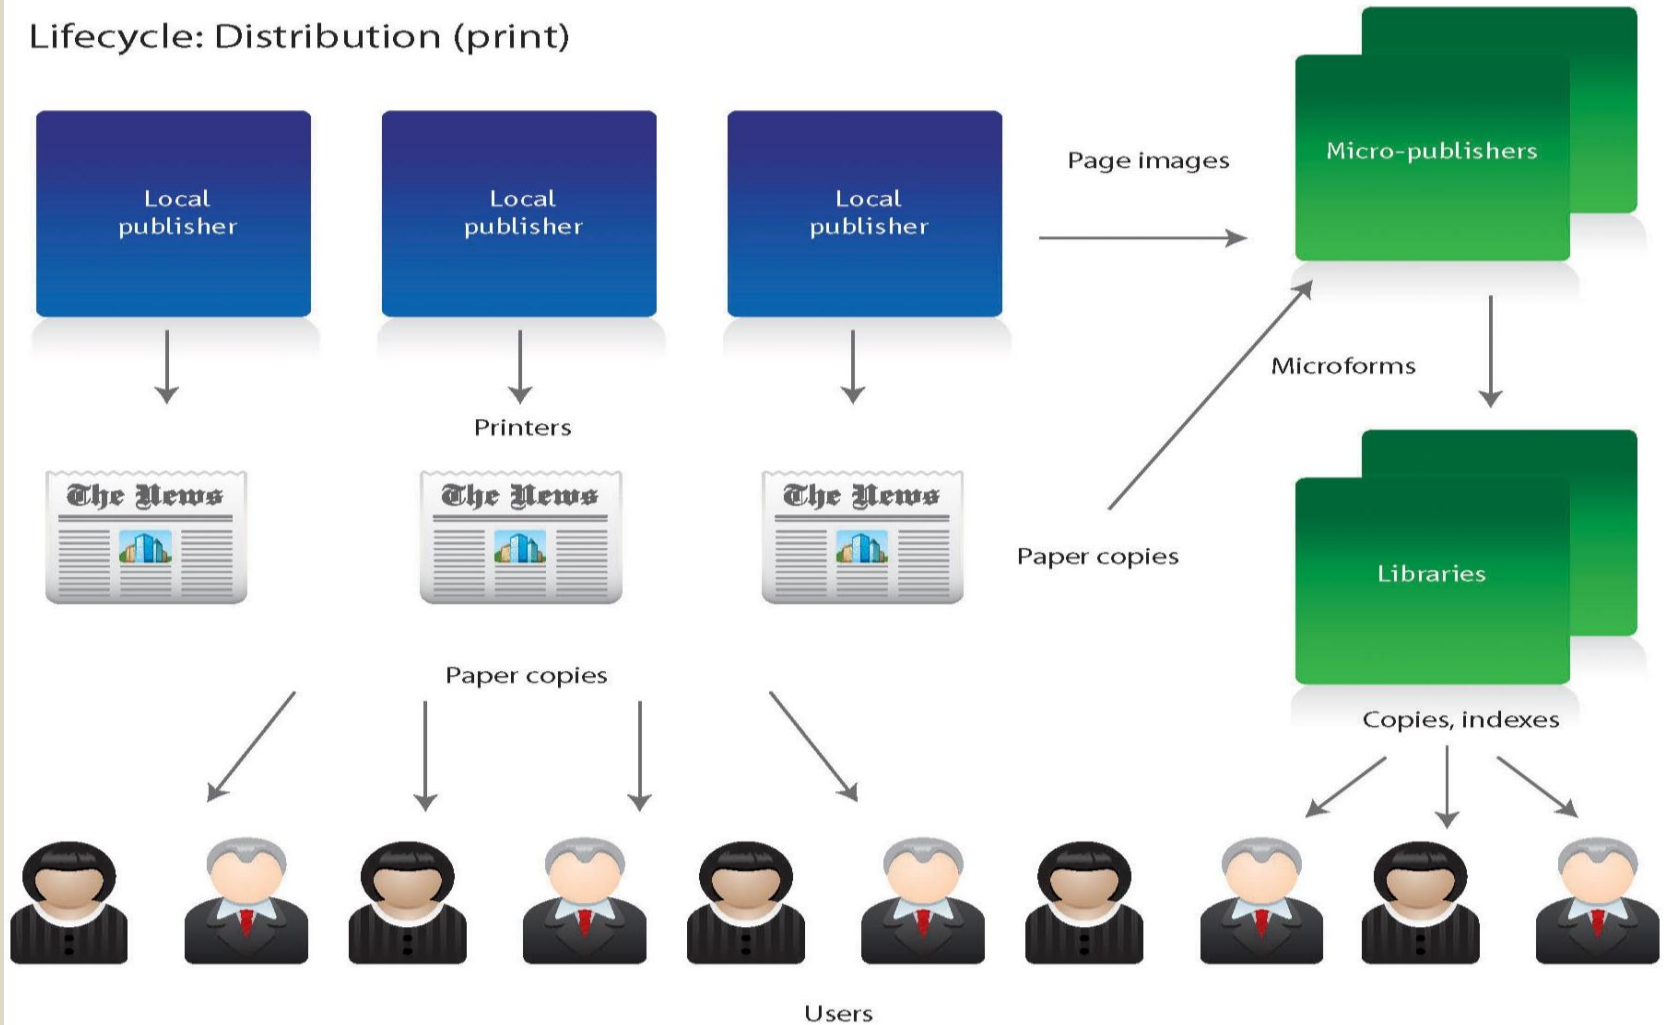 Lifecycle: Distribution (print)
Local
publisher
Local
publisher
Local
publisher
Page images
Micro-publishers
Microforms
Printers
The News
The News
The News
Paper copies
Libraries
Paper copies
Copies, indexes
Users